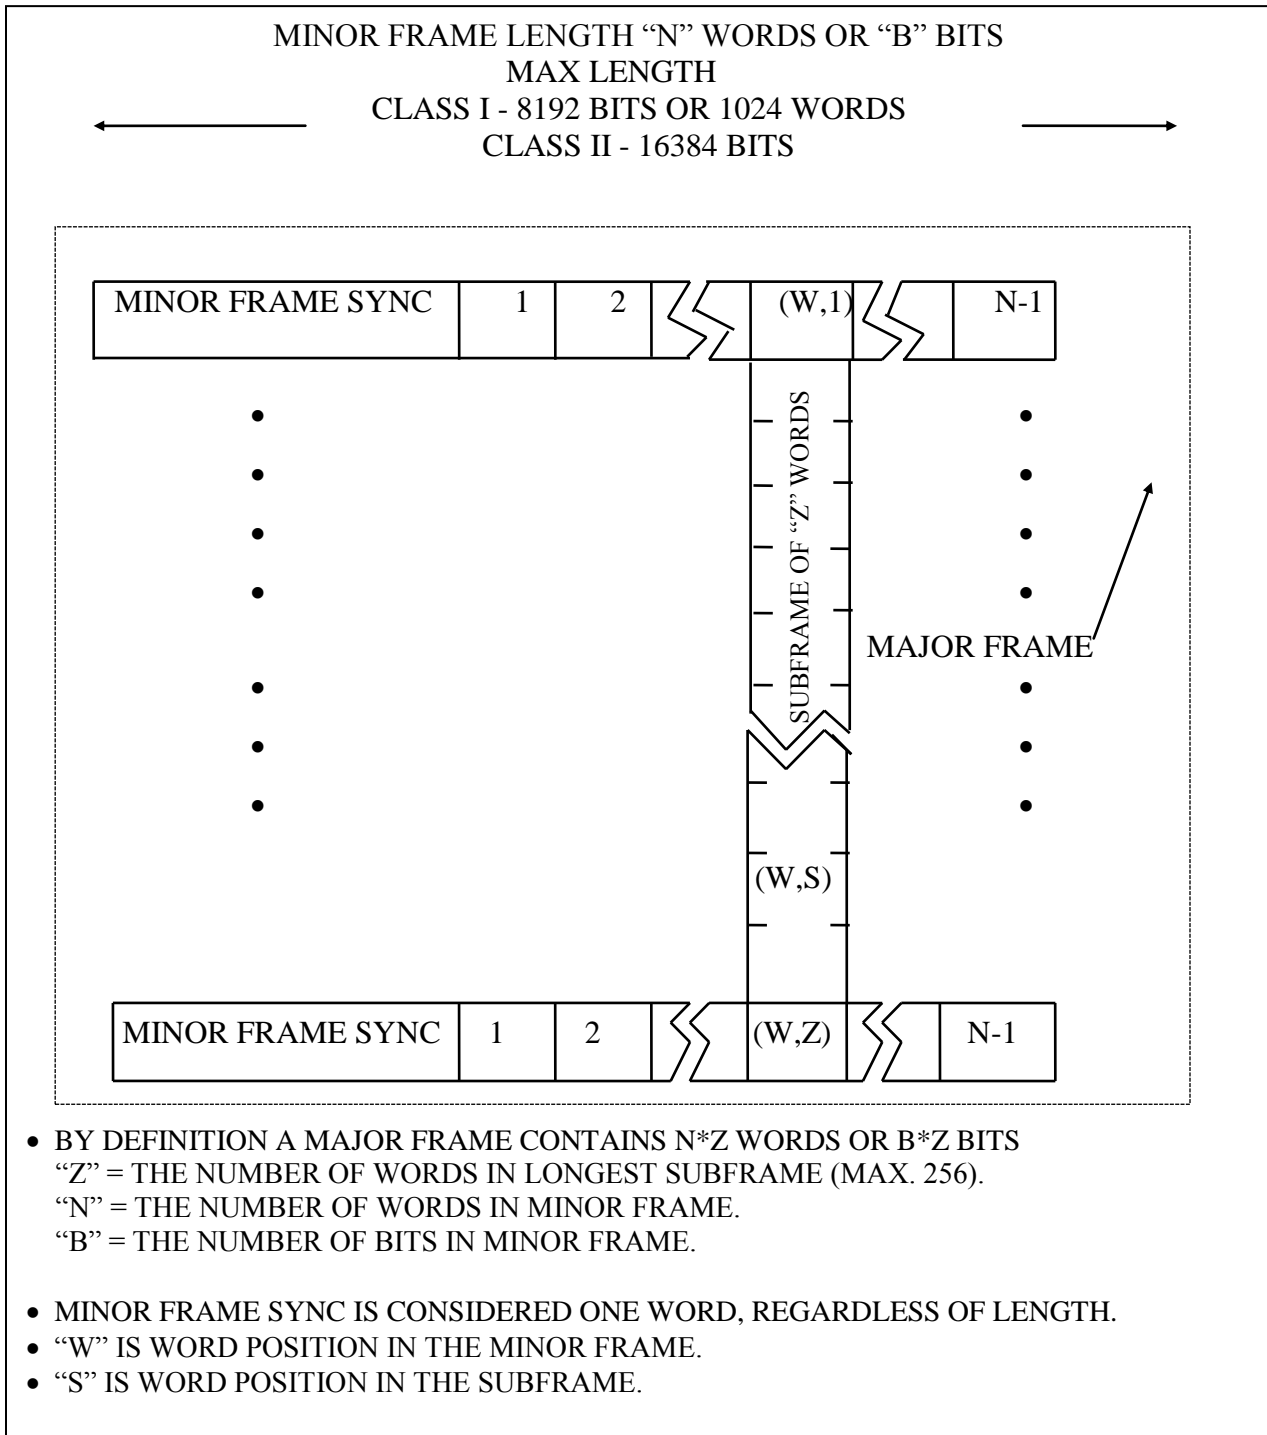 MINOR FRAME LENGTH “N” WORDS OR “B” BITS
MAX LENGTH
CLASS I - 8192 BITS OR 1024 WORDS
CLASS II - 16384 BITS
MINOR FRAME SYNC 1 2 (W,1) N-1
SUBFRAME OF “Z” WORDS
MAJOR FRAME
(W,S)
MINOR FRAME SYNC 1 2 (W,Z) N-1
• BY DEFINITION A MAJOR FRAME CONTAINS N*Z WORDS OR B*Z BITS
“Z” = THE NUMBER OF WORDS IN LONGEST SUBFRAME (MAX. 256).
“N” = THE NUMBER OF WORDS IN MINOR FRAME.
“B” = THE NUMBER OF BITS IN MINOR FRAME.
• MINOR FRAME SYNC IS CONSIDERED ONE WORD, REGARDLESS OF LENGTH.
• “W” IS WORD POSITION IN THE MINOR FRAME.
• “S” IS WORD POSITION IN THE SUBFRAME.